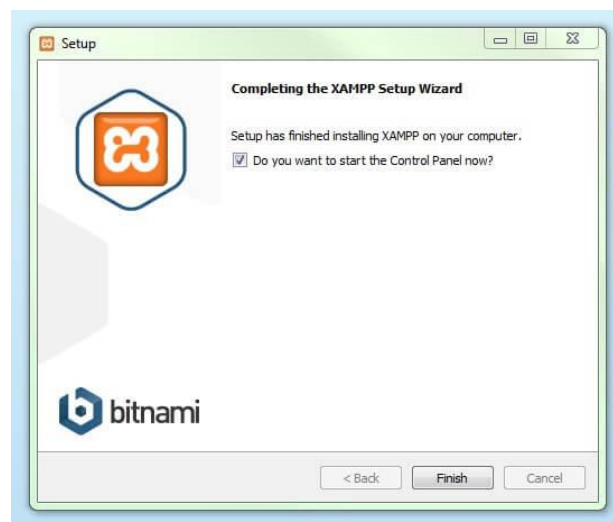 Setup
Completing the XAMPP Setup Wizard
Setup has finished installing XAMPP on your computer.
Do you want to start the Control Panel now?
bitnami
< Back
Finish
Cancel